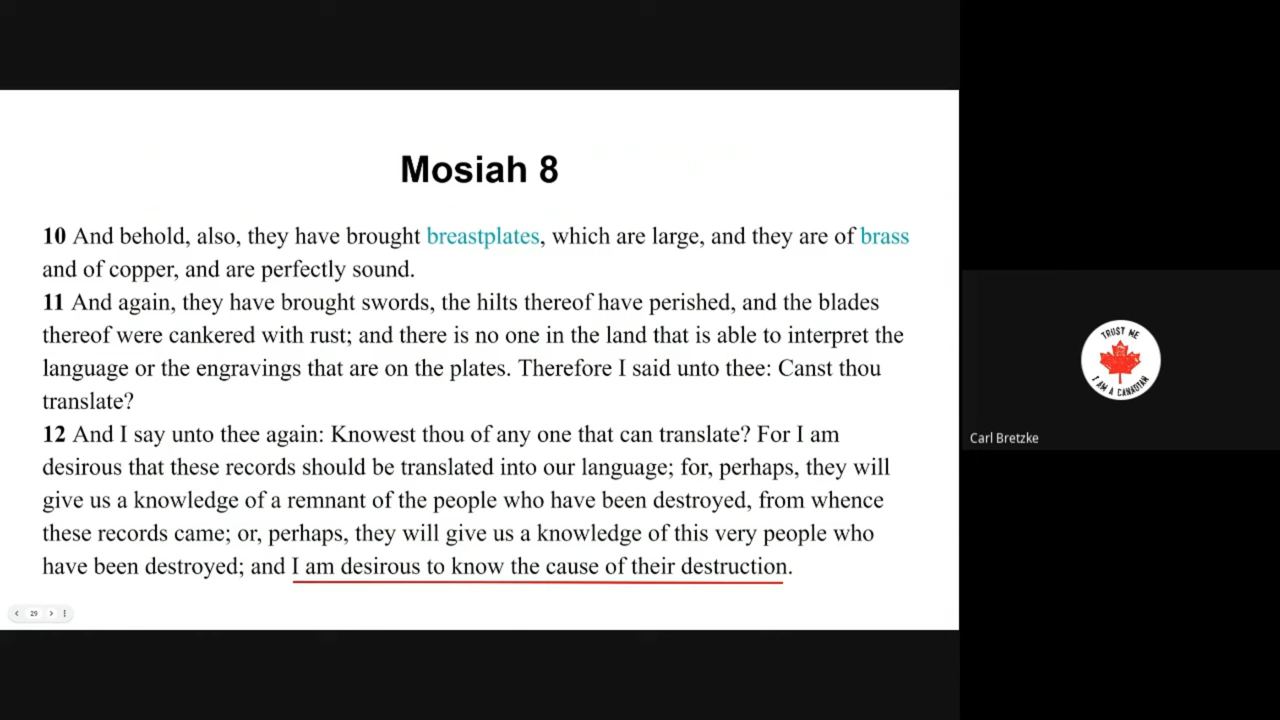 Mosiah 8
10 And behold, also, they have brought breastplates, which are large, and they are of brass
and of copper, and are perfectly sound.
11 And again, they have brought swords, the hilts thereof have perished, and the blades
thereof were cankered with rust; and there is no one in the land that is able to interpret the
language or the engravings that are on the plates. Therefore I said unto thee: Canst thou
translate?
12 And I say unto thee again: Knowest thou of any one that can translate? For I am
desirous that these records should be translated into our language; for, perhaps, they will
give us a knowledge of a remnant of the people who have been destroyed, from whence
these records came; or, perhaps, they will give us a knowledge of this very people who
have been destroyed; and I am desirous to know the cause of their destruction.
29
TRUST ME
I AM A CANADIAN
Carl Bretzke